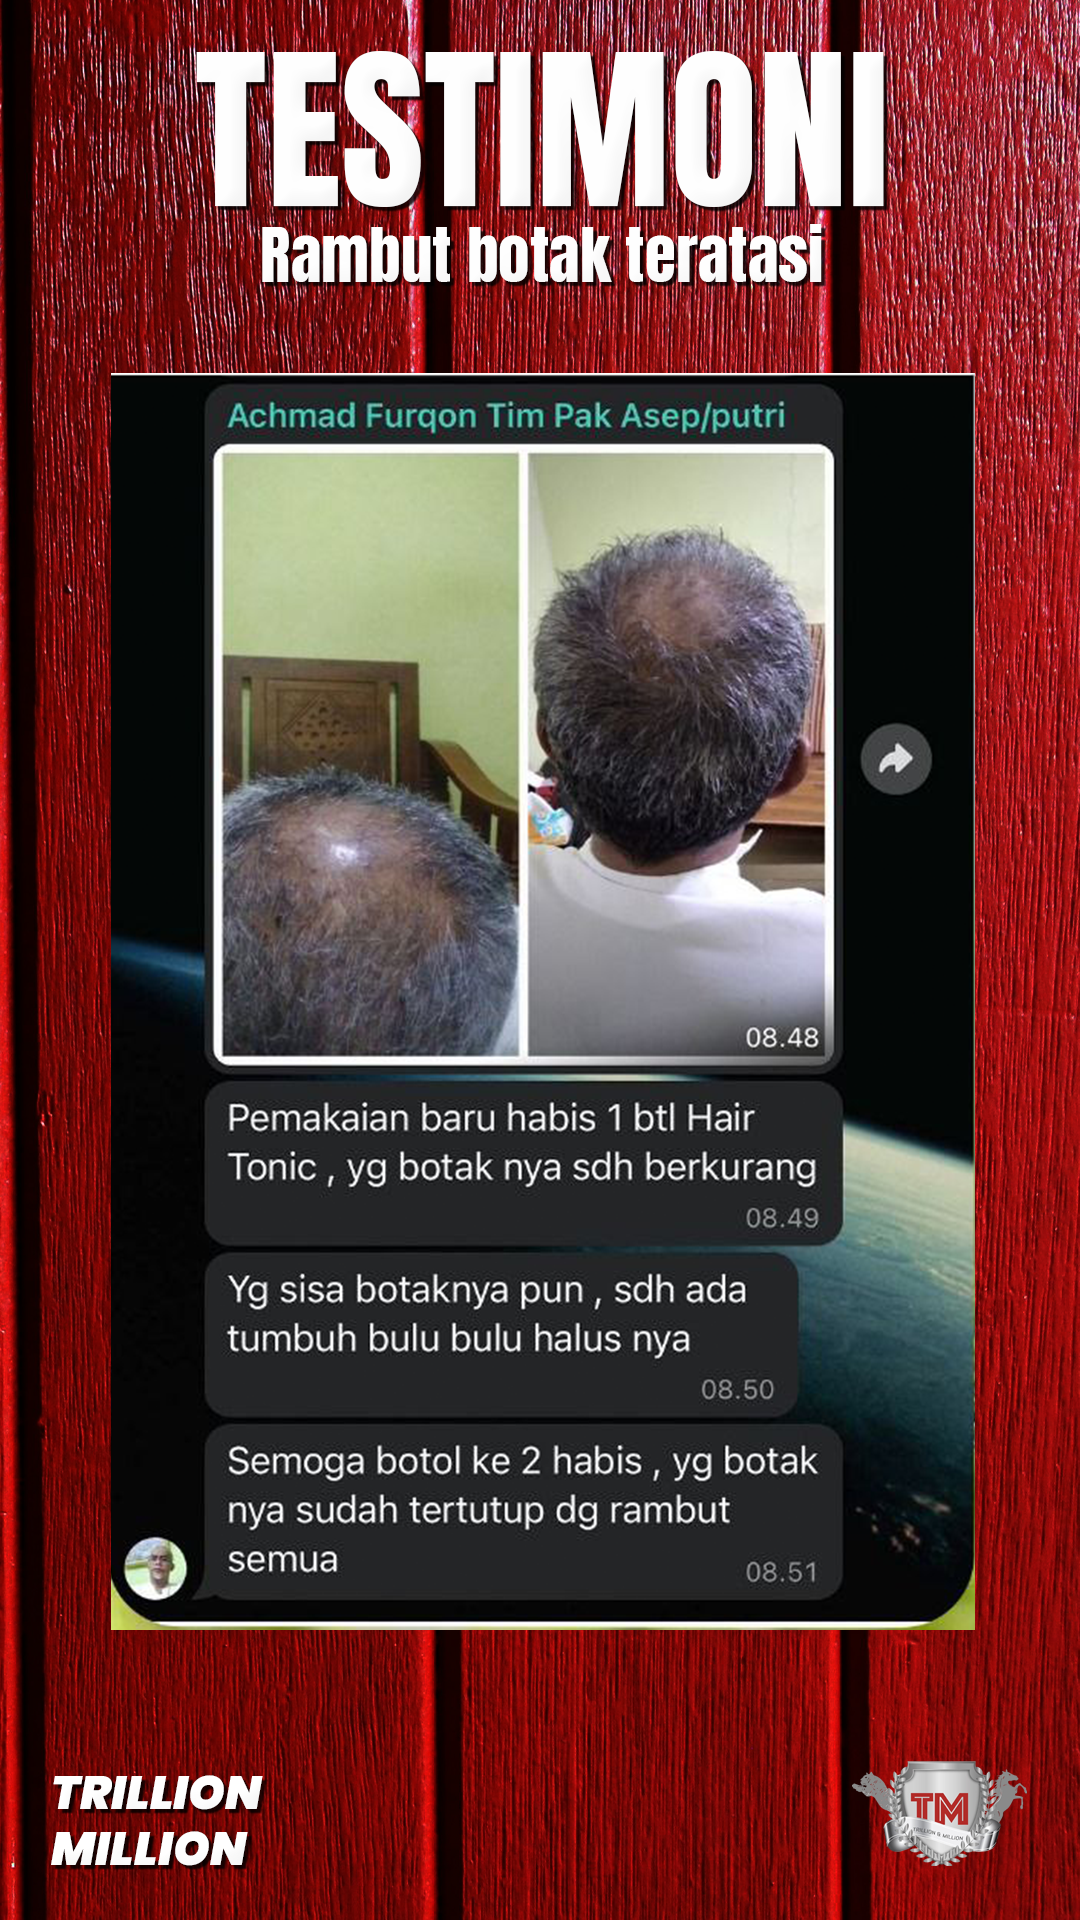 TESTIMONI
Rambut botak teratasi
Achmad Furqon Tim Pak Asep/putri
08.48
Pemakaian baru habis 1 btl Hair
Tonic , yg botak nya sdh berkurang
08.49
Yg sisa botaknya pun , sdh ada
tumbuh bulu bulu halus nya
08.50
Semoga botol ke 2 habis , yg botak
nya sudah tertutup dg rambut
semua
08.51
TRILLION
MILLION
TM
TRILLION & MILLION